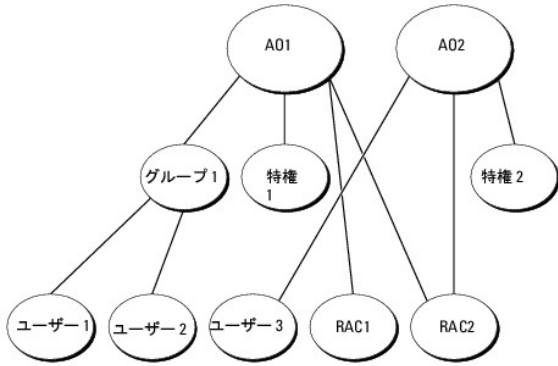 A01
A02
グループ 1
特権
1
特権 2
ユーザー 1
ユーザー 2
ユーザー 3
RAC1
RAC2